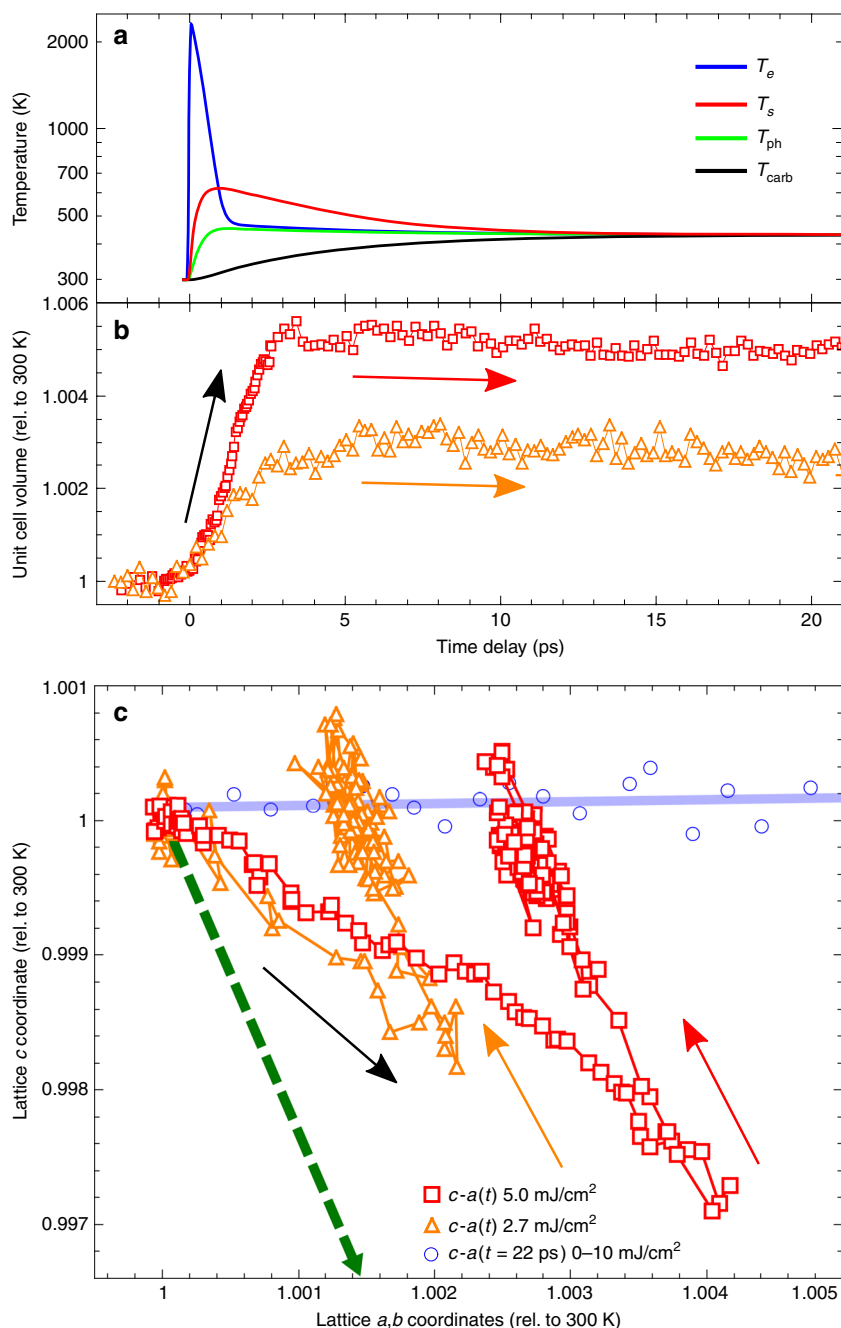 a
2000
1000
700
500
300
Temperature (K)
T_e
T_s
T_ph
T_carb
b
1.006
1.004
1.002
1
Unit cell volume (rel. to 300 K)
0 5 10 15 20
Time delay (ps)
c
1.001
1
0.999
0.998
0.997
Lattice c coordinate (rel. to 300 K)
c-a(t) 5.0 mJ/cm²
c-a(t) 2.7 mJ/cm²
c-a(t = 22 ps) 0–10 mJ/cm²
1 1.001 1.002 1.003 1.004 1.005
Lattice a,b coordinates (rel. to 300 K)